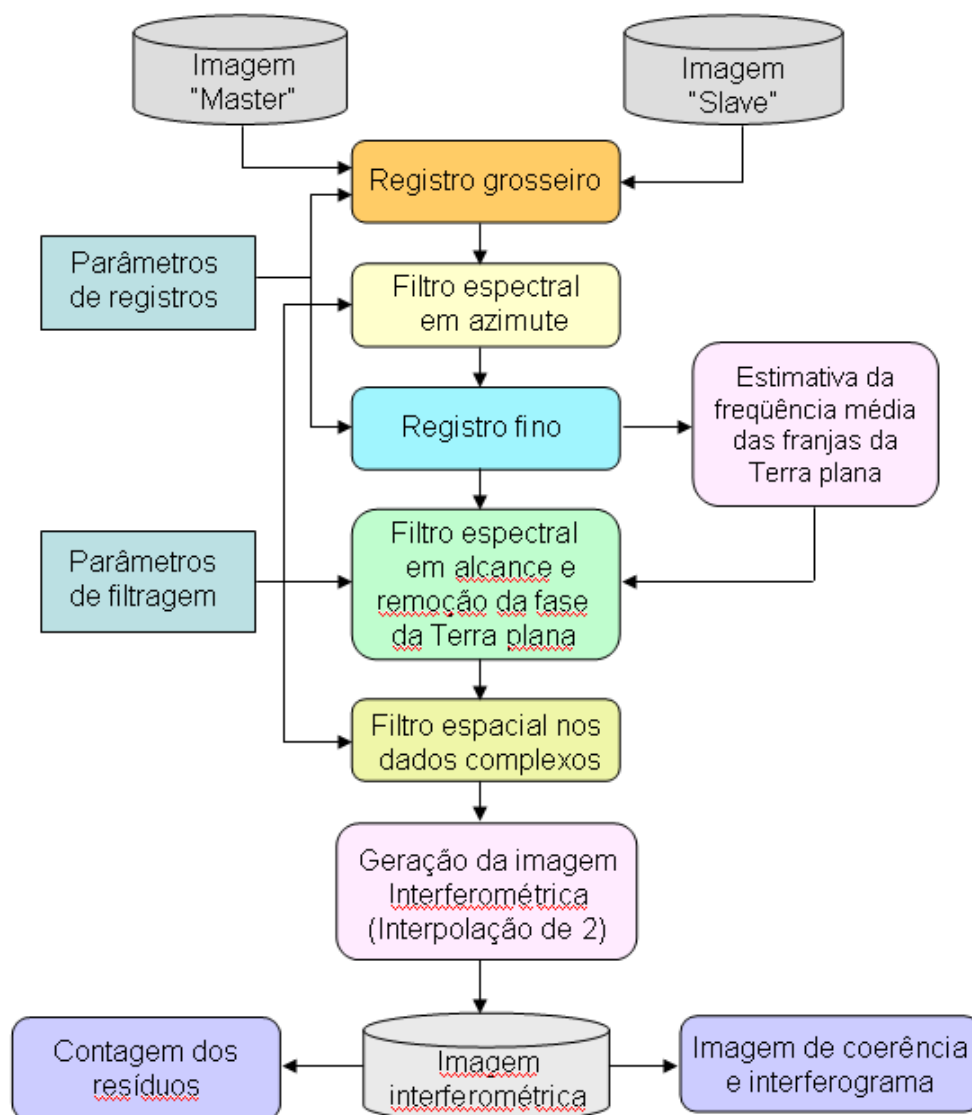 Imagem
"Master"
Imagem
"Slave"
Registro grosseiro
Parâmetros
de registros
Filtro espectral
em azimute
Registro fino
Estimativa da
freqüência média
das franjas da
Terra plana
Parâmetros
de filtragem
Filtro espectral
em alcance e
remoção da fase
da Terra plana
Filtro espacial nos
dados complexos
Geração da imagem
Interferométrica
(Interpolação de 2)
Contagem dos
resíduos
Imagem
interferométrica
Imagem de coerência
e interferograma